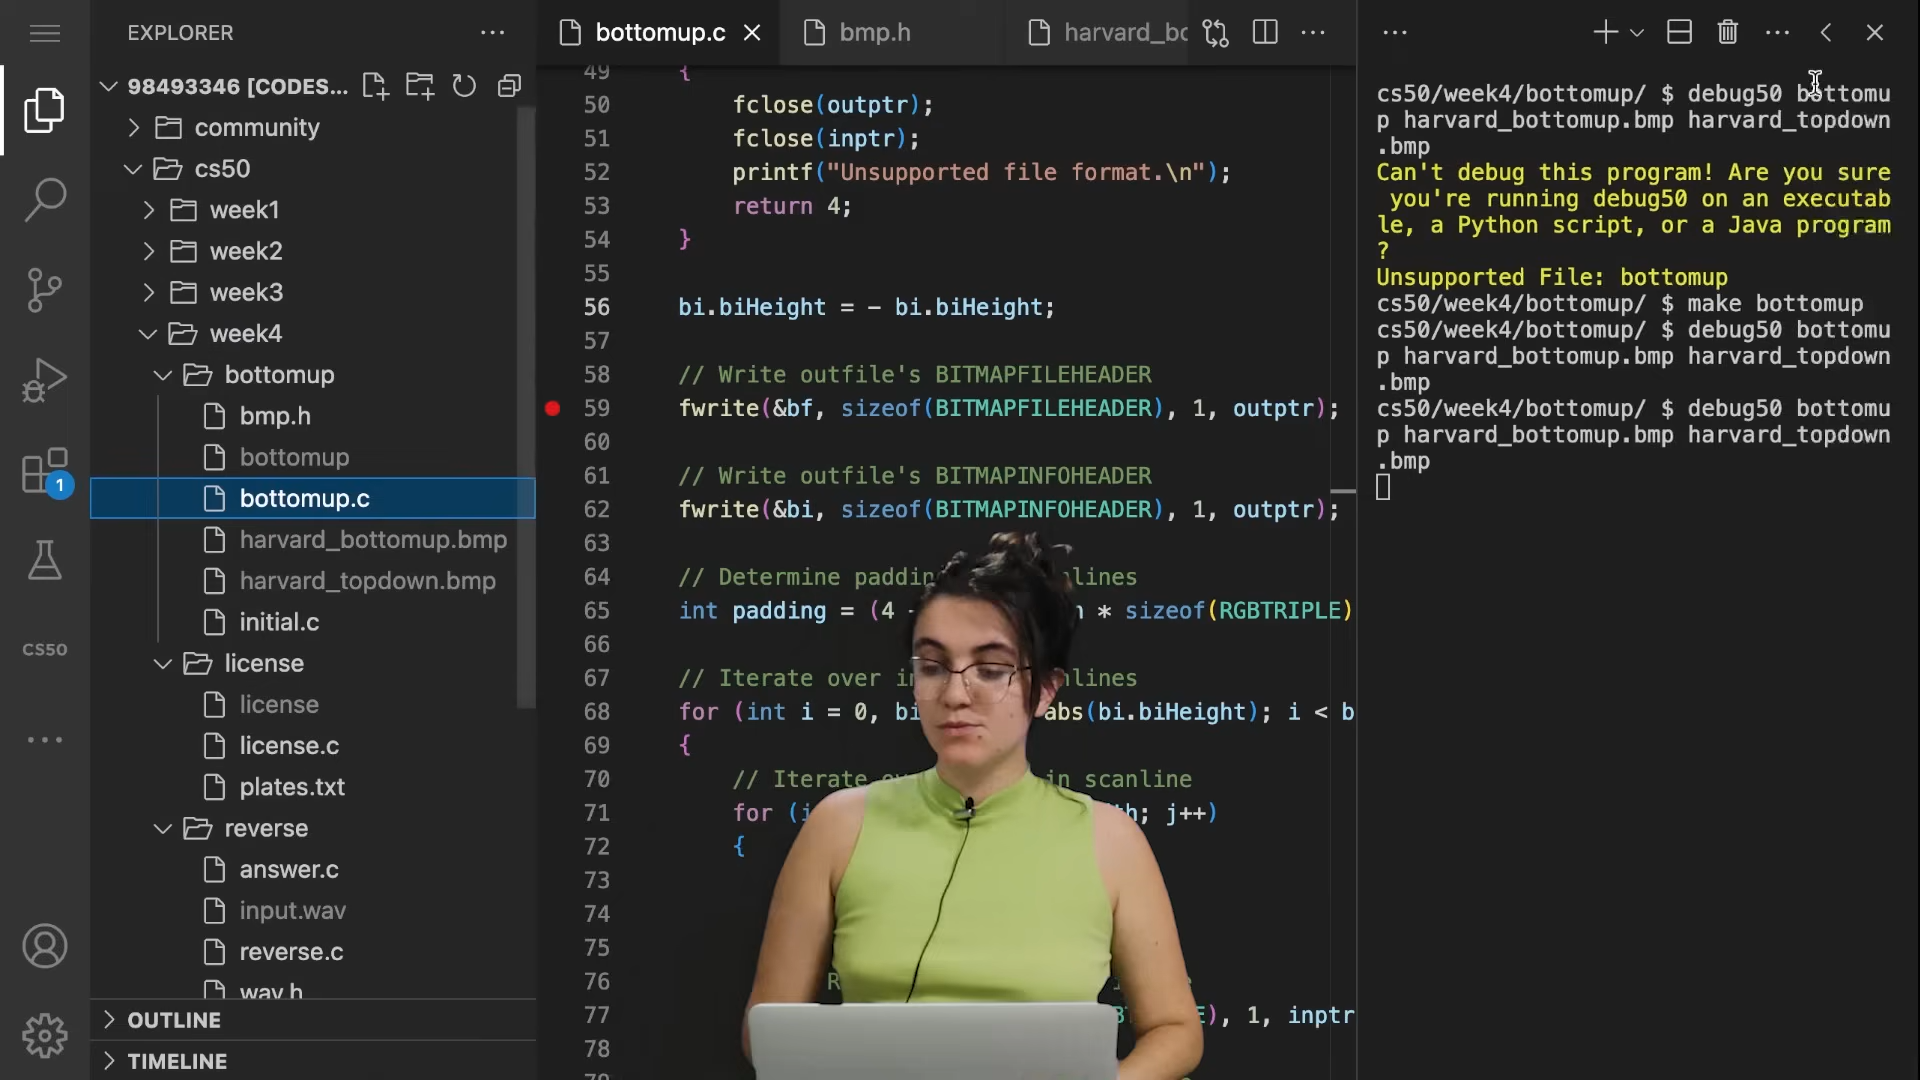 EXPLORER
98493346 [CODES...
community
cs50
week1
week2
week3
week4
bottomup
bmp.h
bottomup
bottomup.c
harvard_bottomup.bmp
harvard_topdown.bmp
initial.c
license
license
license.c
plates.txt
reverse
answer.c
input.wav
reverse.c
wav.h
OUTLINE
TIMELINE
1
CS50
bottomup.c
bmp.h
harvard_bo
49 {
50 fclose(outptr);
51 fclose(inptr);
52 printf("Unsupported file format.\n");
53 return 4;
54 }
55
56 bi.biHeight = - bi.biHeight;
57
58 // Write outfile's BITMAPFILEHEADER
59 fwrite(&bf, sizeof(BITMAPFILEHEADER), 1, outptr);
60
61 // Write outfile's BITMAPINFOHEADER
62 fwrite(&bi, sizeof(BITMAPINFOHEADER), 1, outptr);
63
64 // Determine paddin lines
65 int padding = (4 - * sizeof(RGBTRIPLE)
66
67 // Iterate over in lines
68 for (int i = 0, bi abs(bi.biHeight); i < b
69 {
70 // Iterate in scanline
71 for (i ; j++)
72 {
73
74
75
76
77 ), 1, inptr
78
cs50/week4/bottomup/ $ debug50 bottomu
p harvard_bottomup.bmp harvard_topdown
.bmp
Can't debug this program! Are you sure
you're running debug50 on an executab
le, a Python script, or a Java program
?
Unsupported File: bottomup
cs50/week4/bottomup/ $ make bottomup
cs50/week4/bottomup/ $ debug50 bottomu
p harvard_bottomup.bmp harvard_topdown
.bmp
cs50/week4/bottomup/ $ debug50 bottomu
p harvard_bottomup.bmp harvard_topdown
.bmp